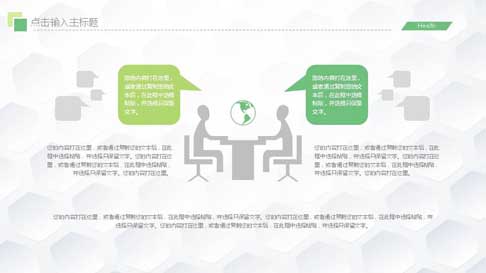 点击输入主标题
Health
您的内容打在这里，
或者通过复制您的文
本后，在此框中选择
粘贴，并选择只保留
文字。
您的内容打在这里，
或者通过复制您的文
本后，在此框中选择
粘贴，并选择只保留
文字。
您的内容打在这里，或者通过复制您的文本后，在此
框中选择粘贴，并选择只保留文字。您的内容打在这
里，或者通过复制您的文本后，在此框中选择粘贴，
并选择只保留文字。您的内容打在这里。
您的内容打在这里，或者通过复制您的文本后，在此
框中选择粘贴，并选择只保留文字。您的内容打在这
里，或者通过复制您的文本后，在此框中选择粘贴，
并选择只保留文字。您的内容打在这里。
您的内容打在这里，或者通过复制您的文本后，在此框中选择粘贴，并选择只保留文字。您的内容打在这里，或者通过复制您的文本后，在此框中选择粘贴，并
选择只保留文字。您的内容打在这里，或者通过复制您的文本后，在此框中选择粘贴，并选择只保留文字。